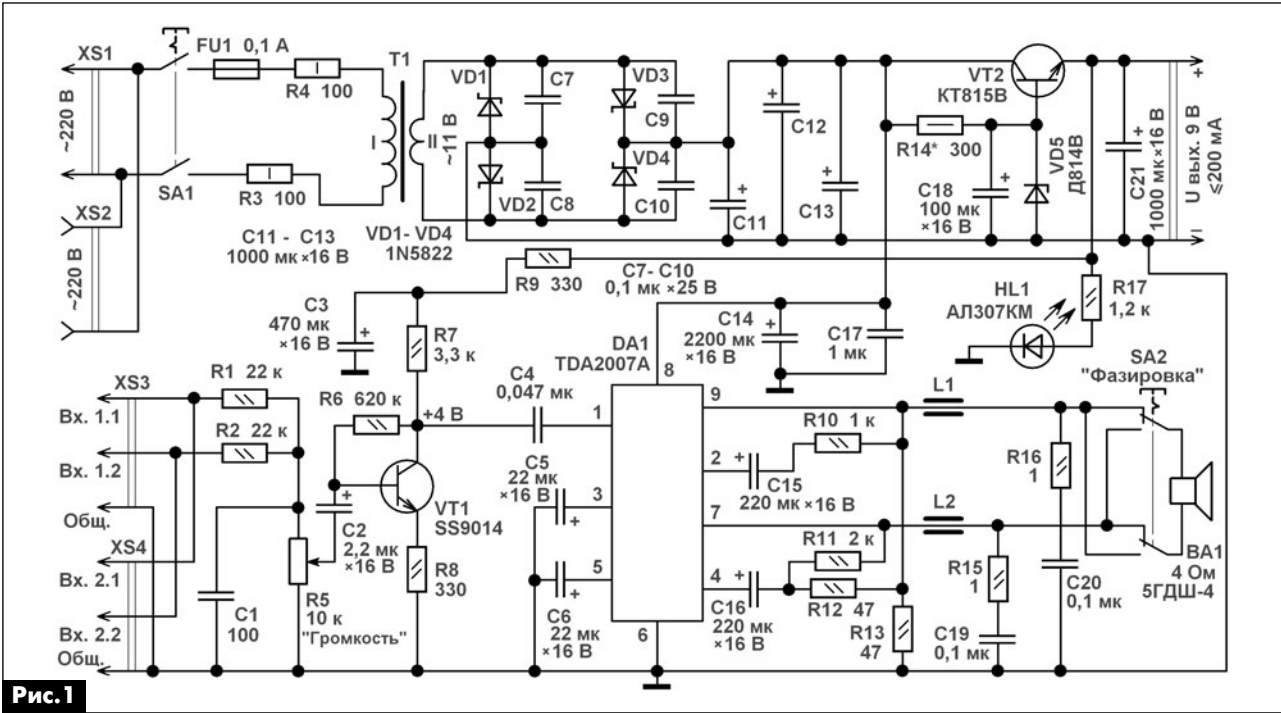 XS1
FU1 0,1 А
R4 100
T1
~220 В
SA1
R3 100
I
II
~11 В
XS2
~220 В
VD1
C7
VD2
C8
VD3
C9
VD4
C10
C11
C12
C13
VD1- VD4
1N5822
C11 - C13
1000 мк ×16 В
C7- C10
0,1 мк ×25 В
VT2
КТ815В
R14* 300
C18
100 мк
×16 В
VD5
Д814В
C21
1000 мк×16 В
+
U вых. 9 В
≤200 мА
–
R9 330
C3
470 мк
×16 В
R7
3,3 к
DA1
TDA2007A
C14
2200 мк
×16 В
C17
1 мк
HL1
АЛ307КМ
R17
1,2 к
XS3
Вх. 1.1
Вх. 1.2
Общ.
R1 22 к
R2 22 к
R6 620 к
+4 В
C4
0,047 мк
C5
22 мк
×16 В
VT1
SS9014
C2
2,2 мк
×16 В
R8
330
XS4
Вх. 2.1
Вх. 2.2
Общ.
C1
100
R5
10 к
"Громкость"
C6
22 мк
×16 В
1
3
5
6
8
9
2
7
4
R10 1 к
C15
220 мк ×16 В
R11 2 к
R12 47
C16
220 мк
×16 В
R13
47
L1
L2
R16
1
R15
1
C19
0,1 мк
C20
0,1 мк
SA2
"Фазировка"
BA1
4 Ом
5ГДШ-4
Рис.1